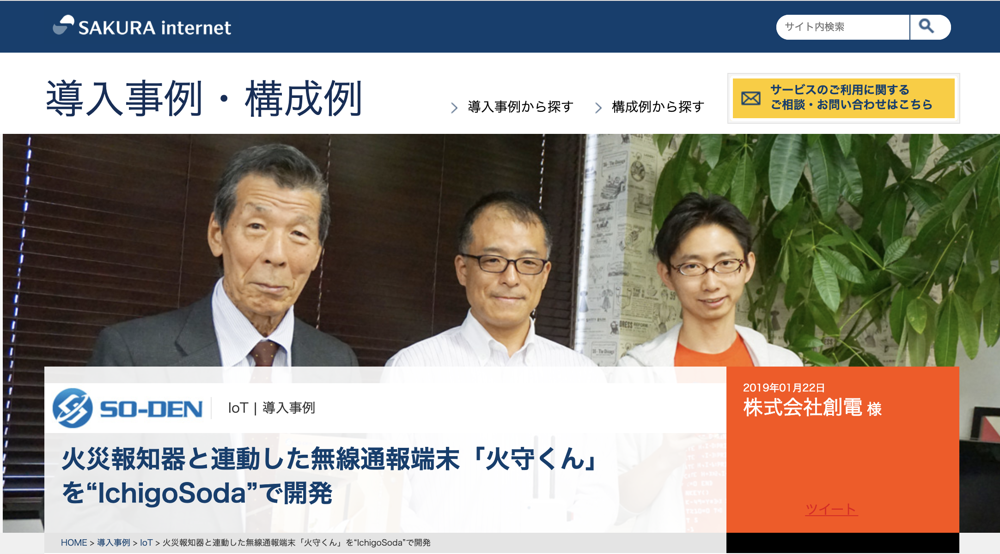 SAKURA internet
サイト内検索
導入事例・構成例
導入事例から探す
構成例から探す
サービスのご利用に関する
ご相談・お問い合わせはこちら
DRESS REFORM
SO-DEN
IoT | 導入事例
2019年01月22日
株式会社創電 様
火災報知器と連動した無線通報端末「火守くん」
を“IchigoSoda”で開発
ツイート
HOME > 導入事例 > IoT > 火災報知器と連動した無線通報端末「火守くん」を“IchigoSoda”で開発